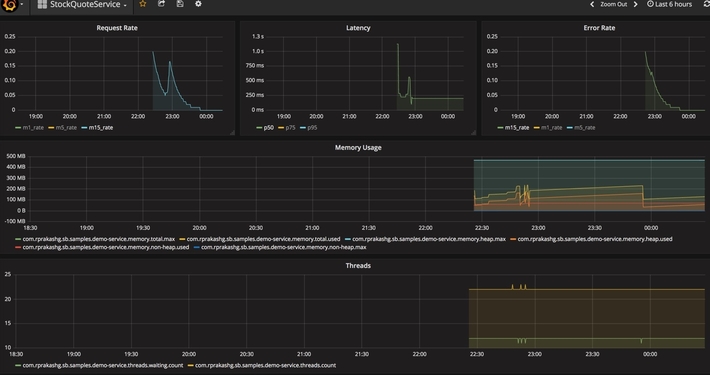 StockQuoteService
Zoom Out
Last 6 hours
Request Rate
0.25
0.20
0.15
0.10
0.05
0
19:00 20:00 21:00 22:00 23:00 00:00
m1_rate m5_rate m15_rate
Latency
1.3 s
1.0 s
750 ms
500 ms
250 ms
0 ms
19:00 20:00 21:00 22:00 23:00 00:00
p50 p75 p95
Error Rate
0.25
0.20
0.15
0.10
0.05
0
19:00 20:00 21:00 22:00 23:00 00:00
m15_rate m1_rate m5_rate
Memory Usage
500 MB
400 MB
300 MB
200 MB
100 MB
0 B
-100 MB
18:30 19:00 19:30 20:00 20:30 21:00 21:30 22:00 22:30 23:00 23:30 00:00
com.rprakashg.sb.samples.demo-service.memory.total.max com.rprakashg.sb.samples.demo-service.memory.total.used com.rprakashg.sb.samples.demo-service.memory.heap.max com.rprakashg.sb.samples.demo-service.memory.heap.used
com.rprakashg.sb.samples.demo-service.memory.non-heap.used com.rprakashg.sb.samples.demo-service.memory.non-heap.max
Threads
25
20
15
10
18:30 19:00 19:30 20:00 20:30 21:00 21:30 22:00 22:30 23:00 23:30 00:00
com.rprakashg.sb.samples.demo-service.threads.waiting.count com.rprakashg.sb.samples.demo-service.threads.count